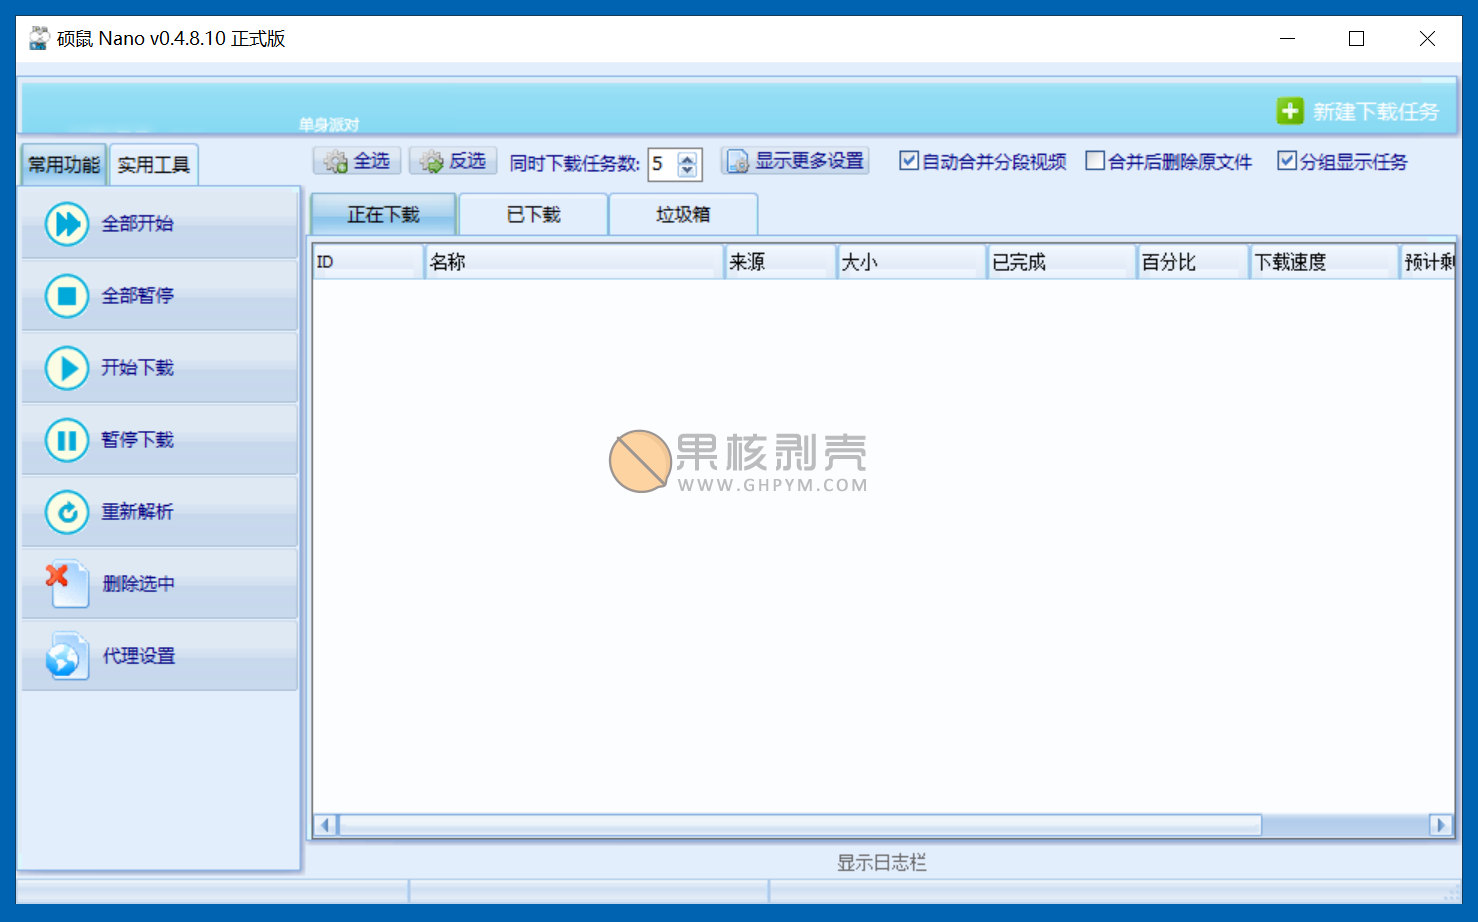 硕鼠 Nano v0.4.8.10 正式版
新建下载任务
单身派对
常用功能 实用工具
全选 反选 同时下载任务数: 5 显示更多设置 自动合并分段视频 合并后删除原文件 分组显示任务
正在下载 已下载 垃圾箱
ID 名称 来源 大小 已完成 百分比 下载速度 预计剩
全部开始
全部暂停
开始下载
暂停下载
重新解析
删除选中
代理设置
果核剥壳
WWW.GHPYM.COM
显示日志栏